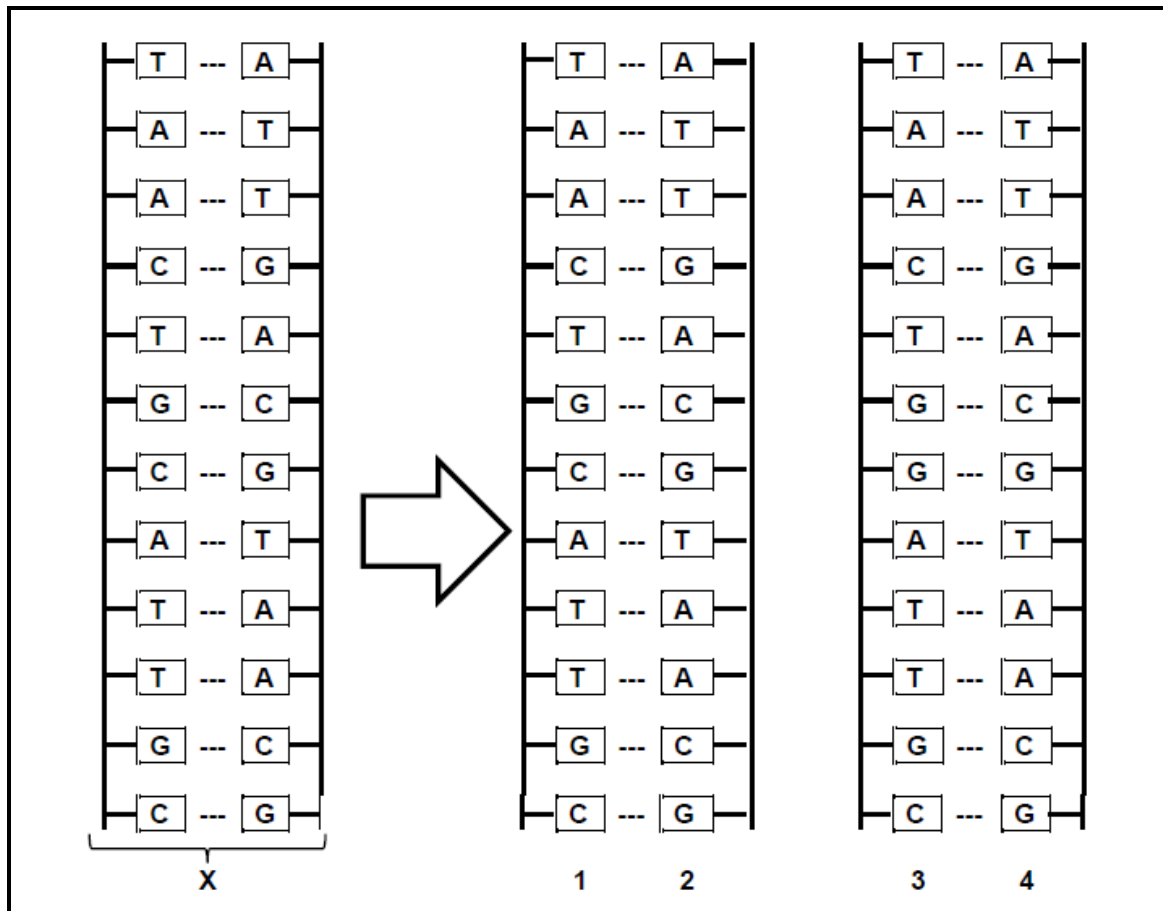 T --- A T --- A T --- A
A --- T A --- T A --- T
A --- T A --- T A --- T
C --- G C --- G C --- G
T --- A T --- A T --- A
G --- C G --- C G --- C
C --- G C --- G G --- G
A --- T A --- T A --- T
T --- A T --- A T --- A
T --- A T --- A T --- A
G --- C G --- C G --- C
C --- G C --- G C --- G
X 1 2 3 4